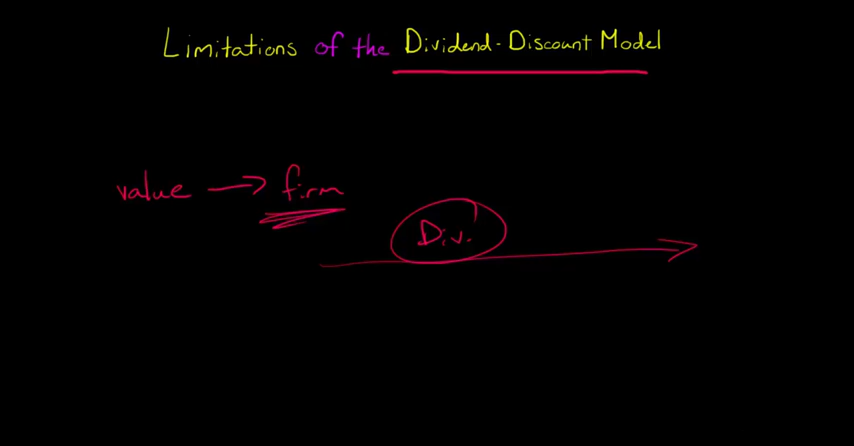 Limitations of the Dividend-Discount Model
value → firm
Div.